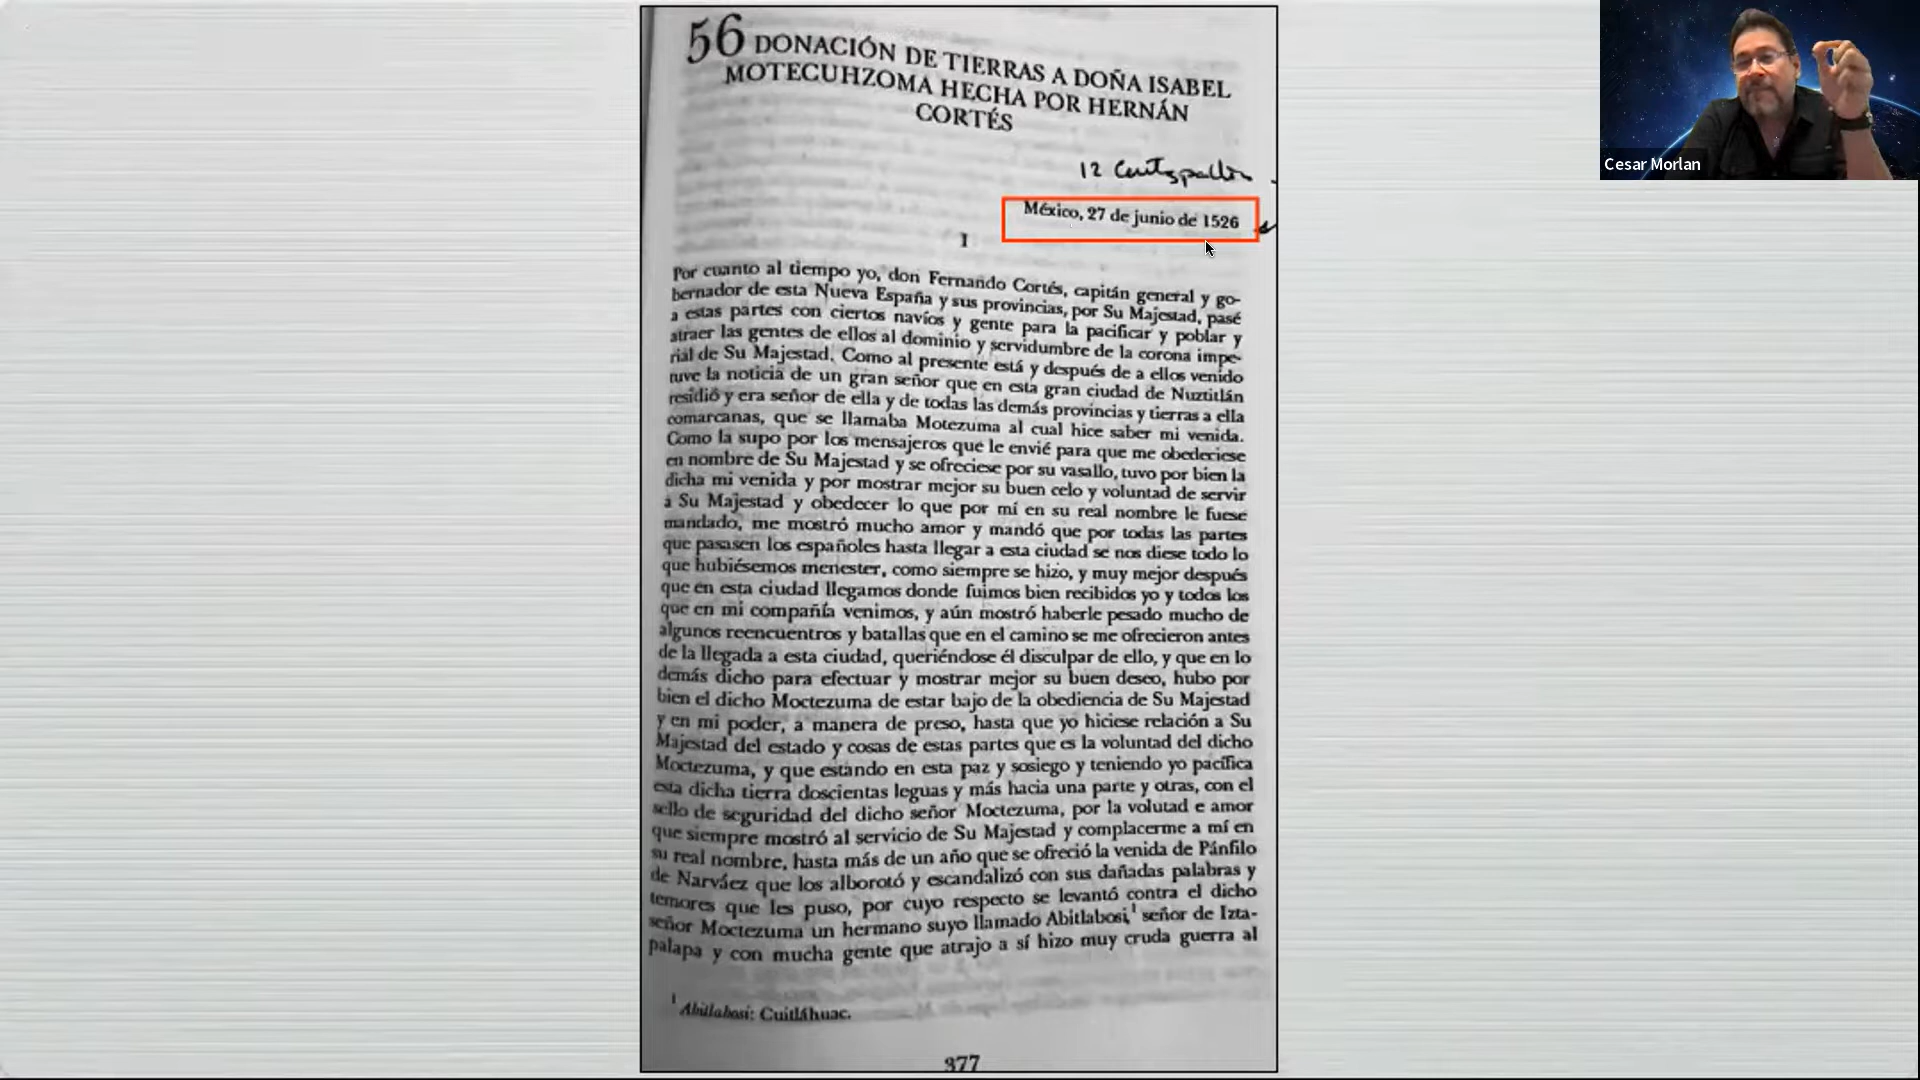 56 DONACIÓN DE TIERRAS A DOÑA ISABEL
MOTECUHZOMA HECHA POR HERNÁN
CORTÉS
12 Cuetzpallin
México, 27 de junio de 1526
I
Por cuanto al tiempo yo, don Fernando Cortés, capitán general y go-
bernador de esta Nueva España y sus provincias, por Su Majestad, pasé
a estas partes con ciertos navíos y gente para la pacificar y poblar y
atraer las gentes de ellos al dominio y servidumbre de la corona impe-
rial de Su Majestad. Como al presente está y después de a ellos venido
tuve la noticia de un gran señor que en esta gran ciudad de Nuztitlán
residió y era señor de ella y de todas las demás provincias y tierras a ella
comarcanas, que se llamaba Motezuma al cual hice saber mi venida.
Como la supo por los mensajeros que le envié para que me obedeciese
en nombre de Su Majestad y se ofreciese por su vasallo, tuvo por bien la
dicha mi venida y por mostrar mejor su buen celo y voluntad de servir
a Su Majestad y obedecer lo que por mí en su real nombre le fuese
mandado, me mostró mucho amor y mandó que por todas las partes
que pasasen los españoles hasta llegar a esta ciudad se nos diese todo lo
que hubiésemos menester, como siempre se hizo, y muy mejor después
que en esta ciudad llegamos donde fuimos bien recibidos yo y todos los
que en mi compañía venimos, y aún mostró haberle pesado mucho de
algunos reencuentros y batallas que en el camino se me ofrecieron antes
de la llegada a esta ciudad, queriéndose él disculpar de ello, y que en lo
demás dicho para efectuar y mostrar mejor su buen deseo, hubo por
bien el dicho Moctezuma de estar bajo de la obediencia de Su Majestad
y en mi poder, a manera de preso, hasta que yo hiciese relación a Su
Majestad del estado y cosas de estas partes que es la voluntad del dicho
Moctezuma, y que estando en esta paz y sosiego y teniendo yo pacífica
esta dicha tierra doscientas leguas y más hacia una parte y otras, con el
sello de seguridad del dicho señor Moctezuma, por la volutad e amor
que siempre mostró al servicio de Su Majestad y complacerme a mí en
su real nombre, hasta más de un año que se ofreció la venida de Pánfilo
de Narváez que los alborotó y escandalizó con sus dañadas palabras y
temores que les puso, por cuyo respecto se levantó contra el dicho
señor Moctezuma un hermano suyo llamado Abitlabosi,¹ señor de Izta-
palapa y con mucha gente que atrajo a sí hizo muy cruda guerra al
¹ Abitlabosi: Cuitláhuac.
377
Cesar Morlan